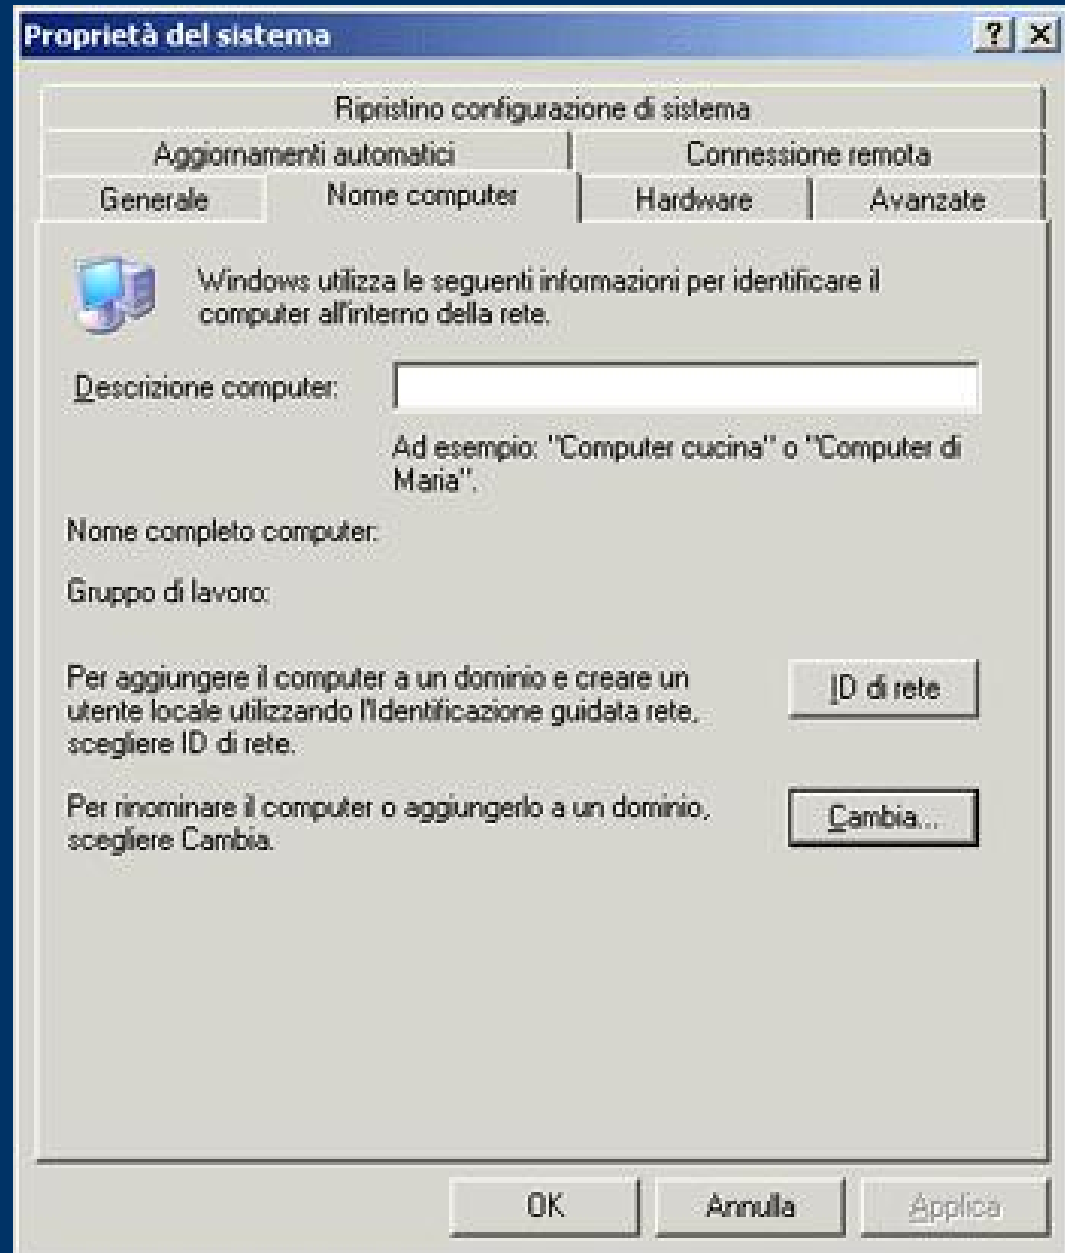 Proprietà del sistema
Ripristino configurazione di sistema
Aggiornamenti automatici
Connessione remota
Generale
Nome computer
Hardware
Avanzate
Windows utilizza le seguenti informazioni per identificare il
computer all'interno della rete.
Descrizione computer:
Ad esempio: "Computer cucina" o "Computer di
Maria".
Nome completo computer:
Gruppo di lavoro:
Per aggiungere il computer a un dominio e creare un
utente locale utilizzando l'Identificazione guidata rete,
scegliere ID di rete.
ID di rete
Per rinominare il computer o aggiungerlo a un dominio,
scegliere Cambia.
Cambia...
OK
Annulla
Applica